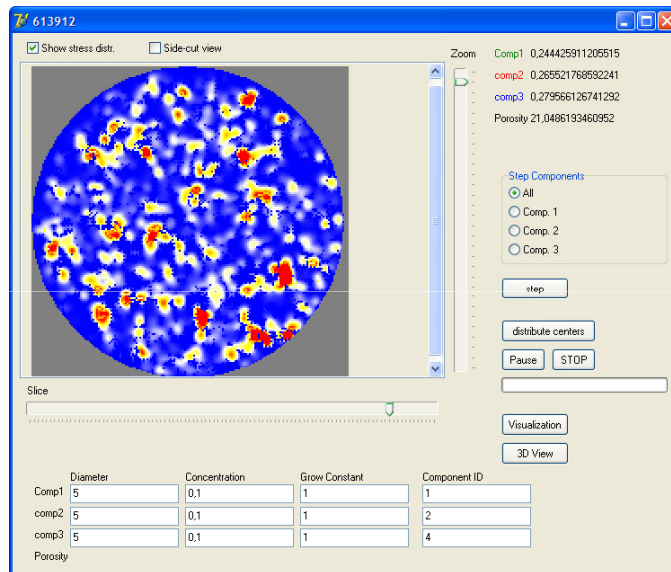 613912
Show stress distr. Side-cut view
Zoom
Comp1 0,244425911205515
comp2 0,265521768592241
comp3 0,279566126741292
Porosity 21,0486193460952
Step Components
All
Comp. 1
Comp. 2
Comp. 3
step
distribute centers
Pause STOP
Slice
Visualization
3D View
Diameter Concentration Grow Constant Component ID
Comp1 5 0,1 1 1
comp2 5 0,1 1 2
comp3 5 0,1 1 4
Porosity